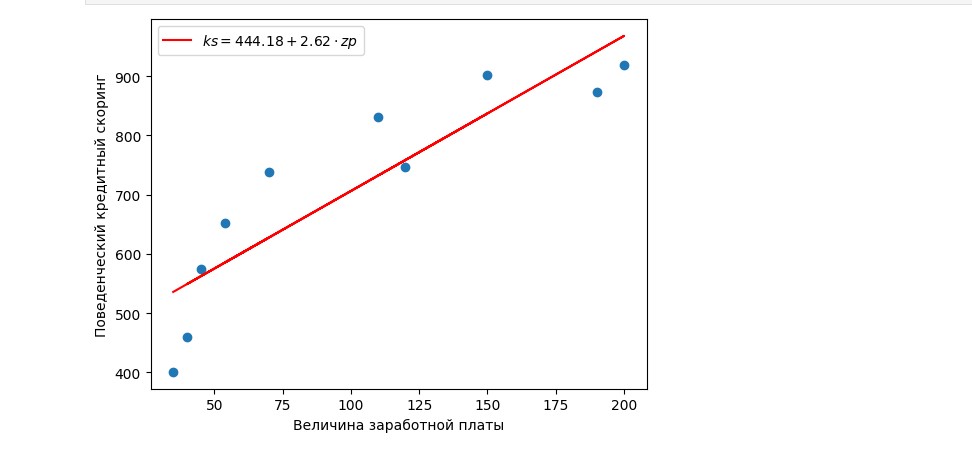 ks = 444.18 + 2.62 · zp
Поведенческий кредитный скоринг
900
800
700
600
500
400
50 75 100 125 150 175 200
Величина заработной платы